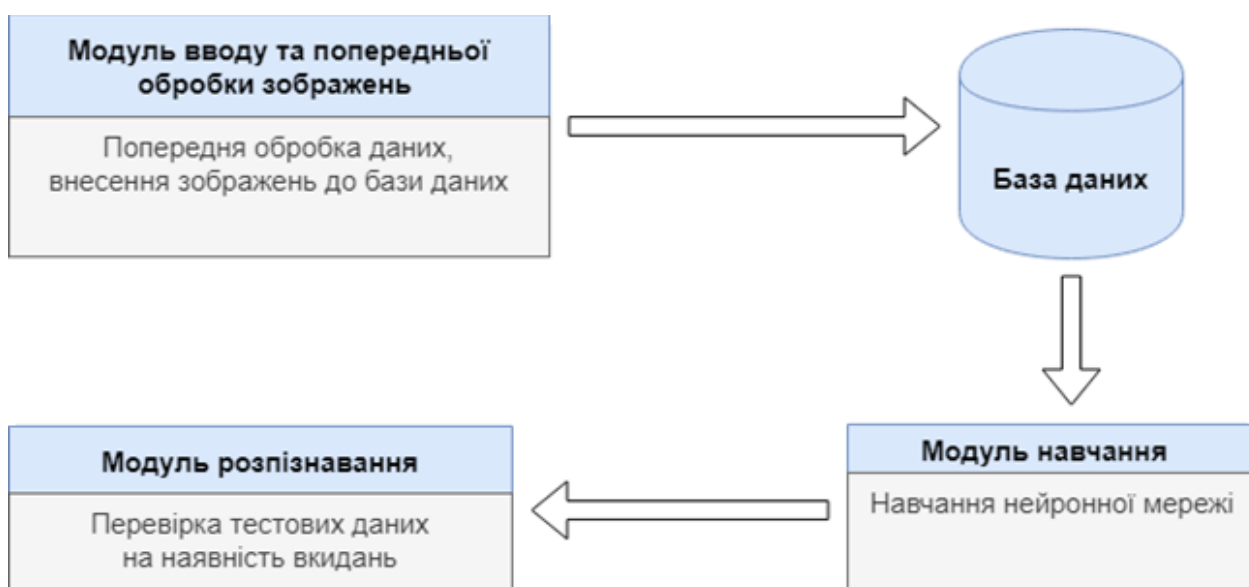 Модуль вводу та попередньої
обробки зображень
Попередня обробка даних,
внесення зображень до бази даних
База даних
Модуль навчання
Навчання нейронної мережі
Модуль розпізнавання
Перевірка тестових даних
на наявність вкидань